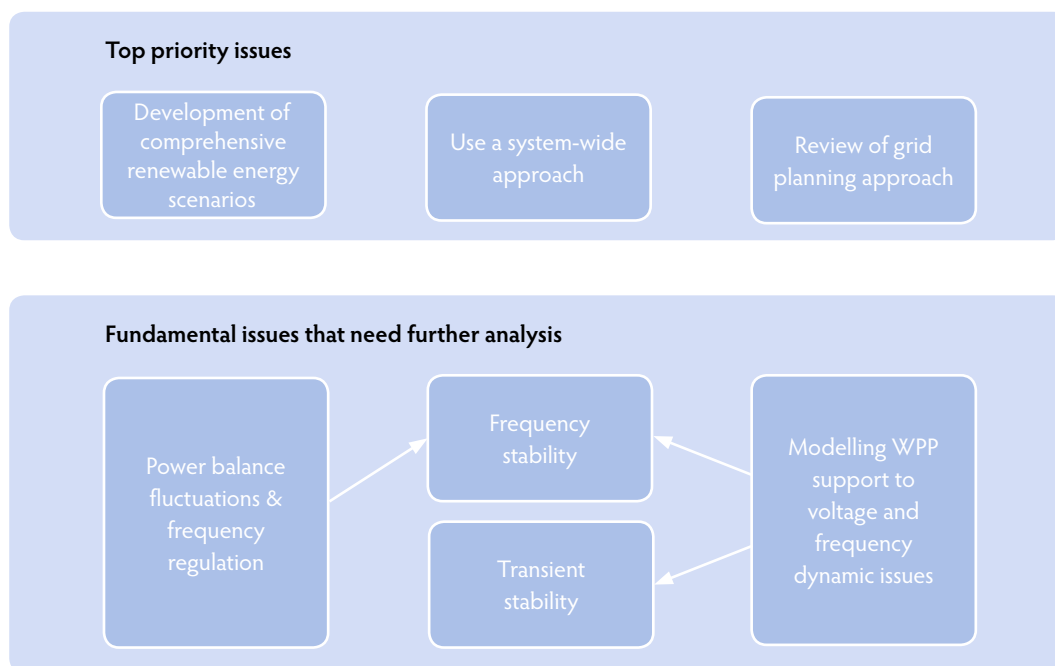 Top priority issues
Development of
comprehensive
renewable energy
scenarios
Use a system-wide
approach
Review of grid
planning approach
Fundamental issues that need further analysis
Power balance
fluctuations &
frequency
regulation
Frequency
stability
Transient
stability
Modelling WPP
support to
voltage and
frequency
dynamic issues